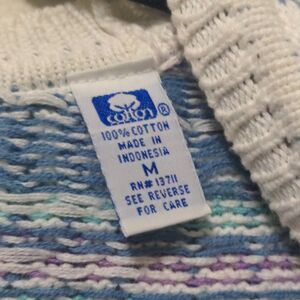 cotton ®
100% COTTON
MADE IN
INDONESIA
M
RN# 13711
SEE REVERSE
FOR CARE